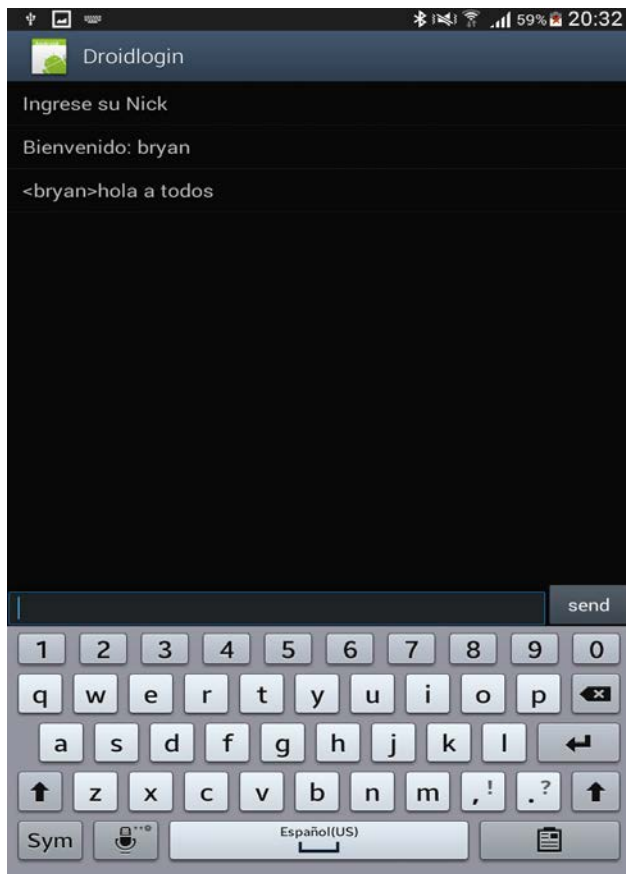 59% 20:32
Droidlogin
Ingrese su Nick
Bienvenido: bryan
<bryan>hola a todos
send
1 2 3 4 5 6 7 8 9 0
q w e r t y u i o p
a s d f g h j k l
z x c v b n m ,! .?
Sym Español(US)